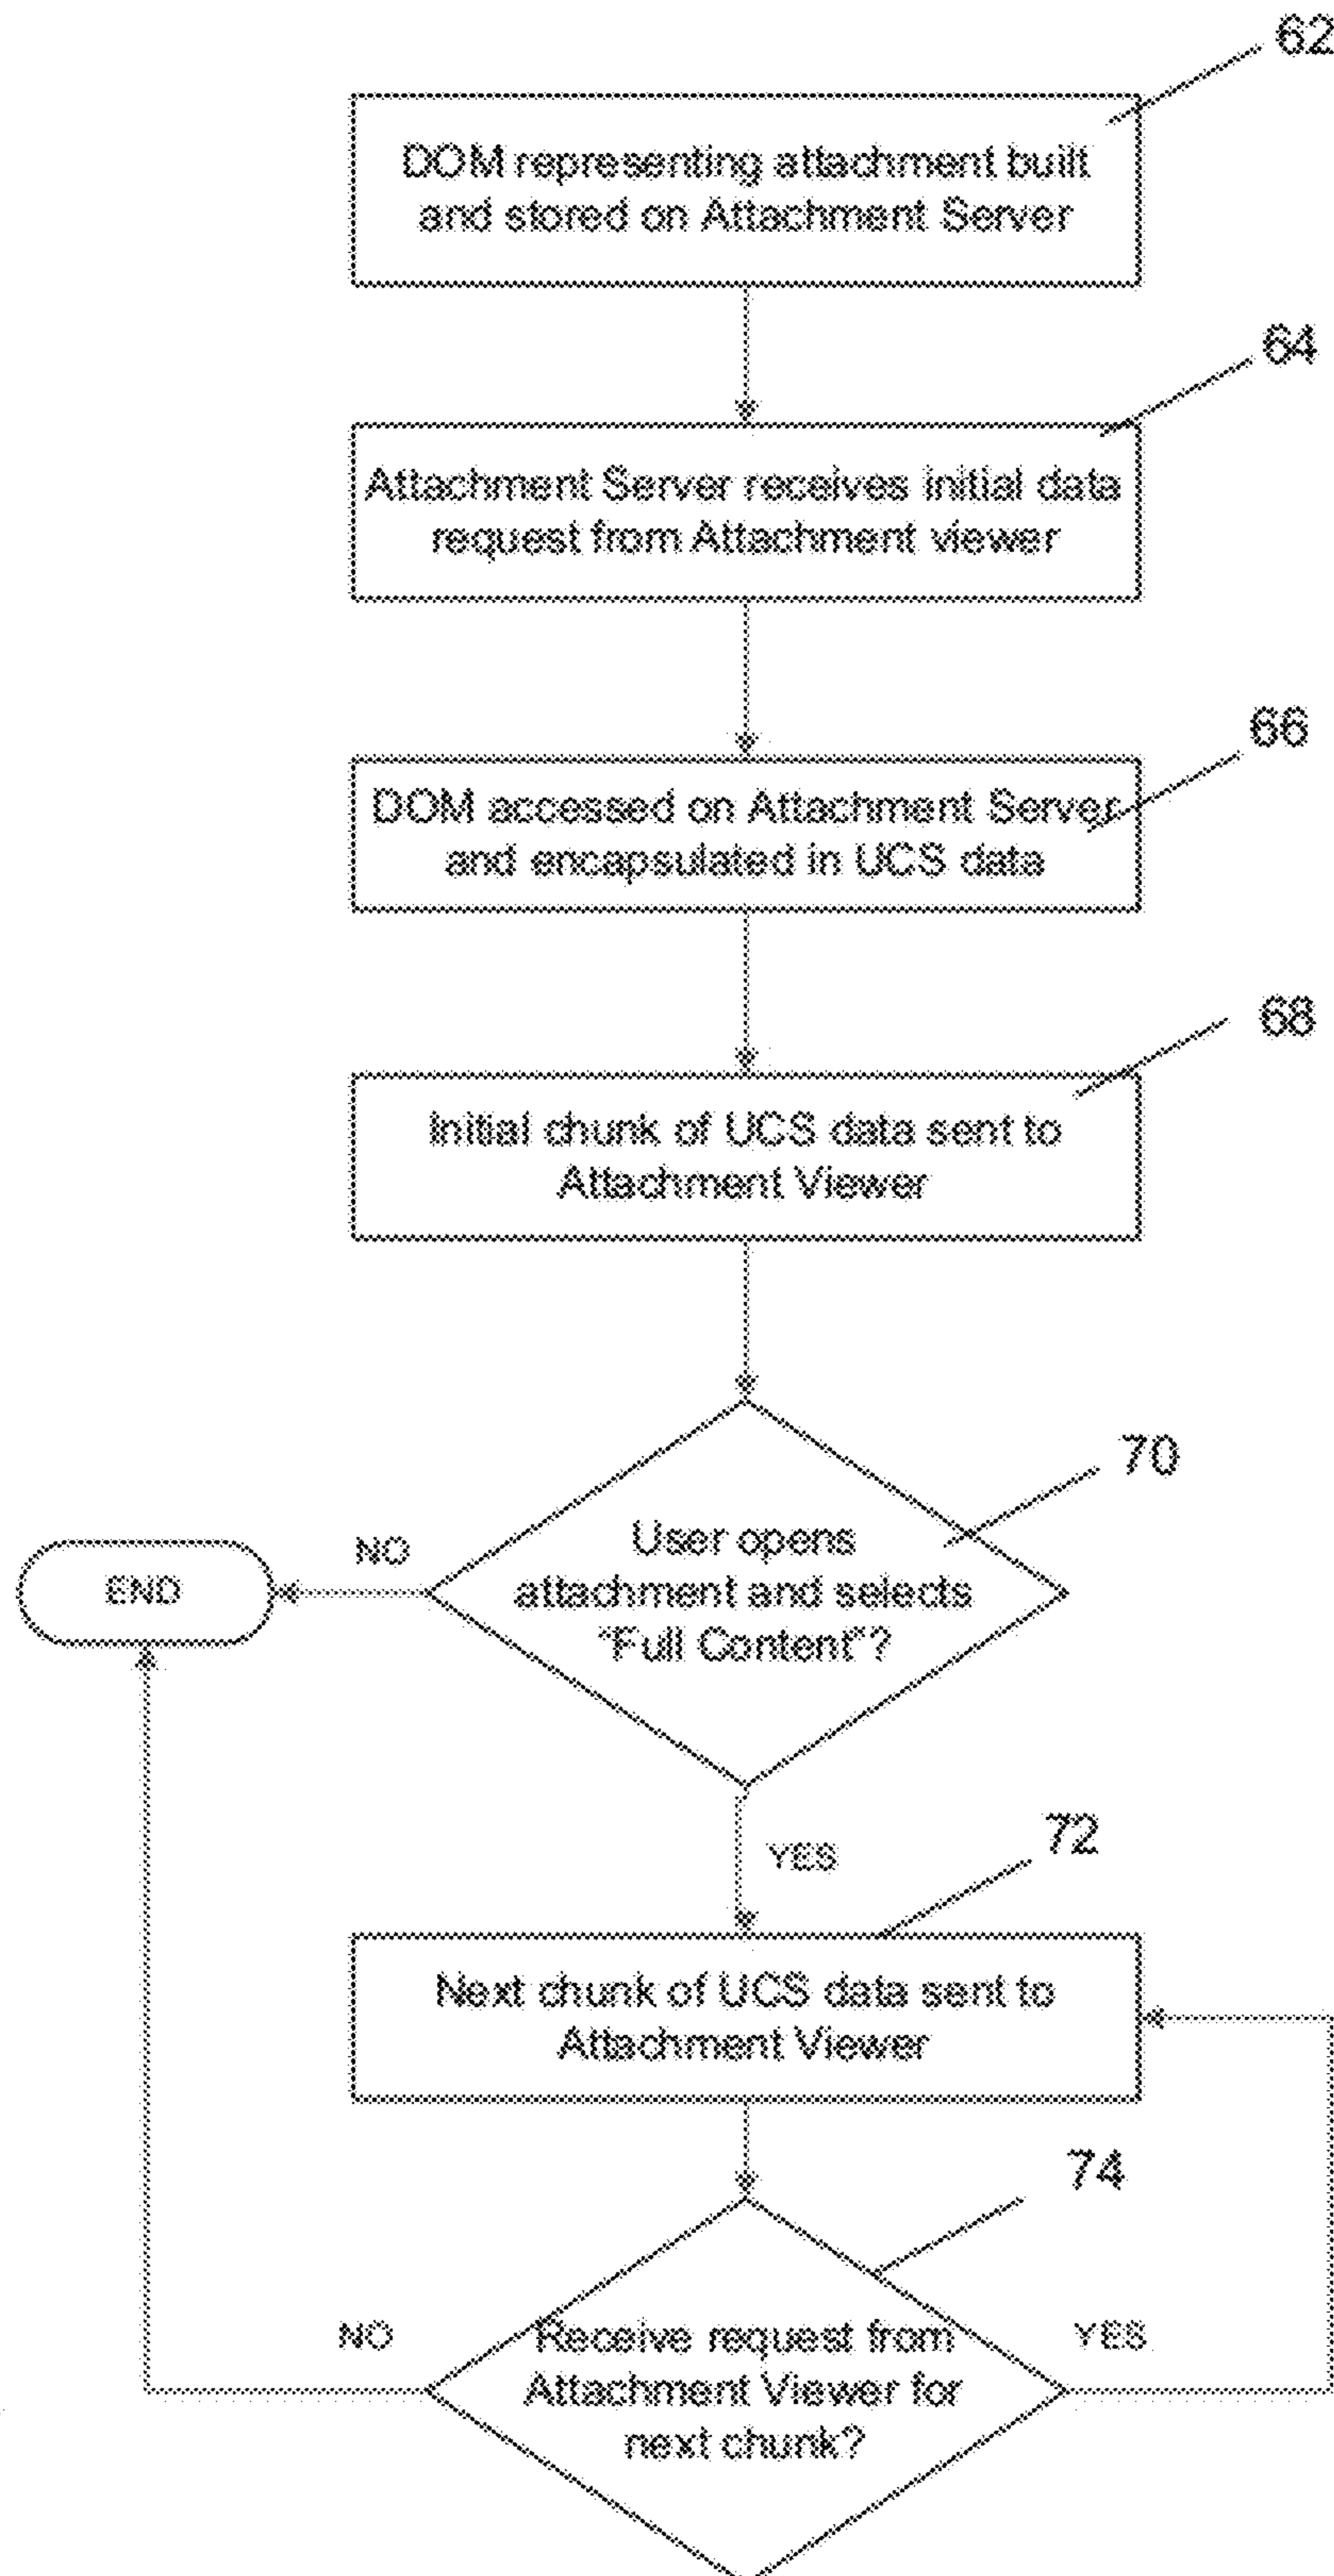 62
DOM representing attachment built
and stored on Attachment Server
64
Attachment Server receives initial data
request from Attachment viewer
66
DOM accessed on Attachment Server
and encapsulated in UCS data
68
Initial chunk of UCS data sent to
Attachment Viewer
70
User opens
attachment and selects
"Full Content"?
NO
END
YES
72
Next chunk of UCS data sent to
Attachment Viewer
74
Receive request from
Attachment Viewer for
next chunk?
NO
YES